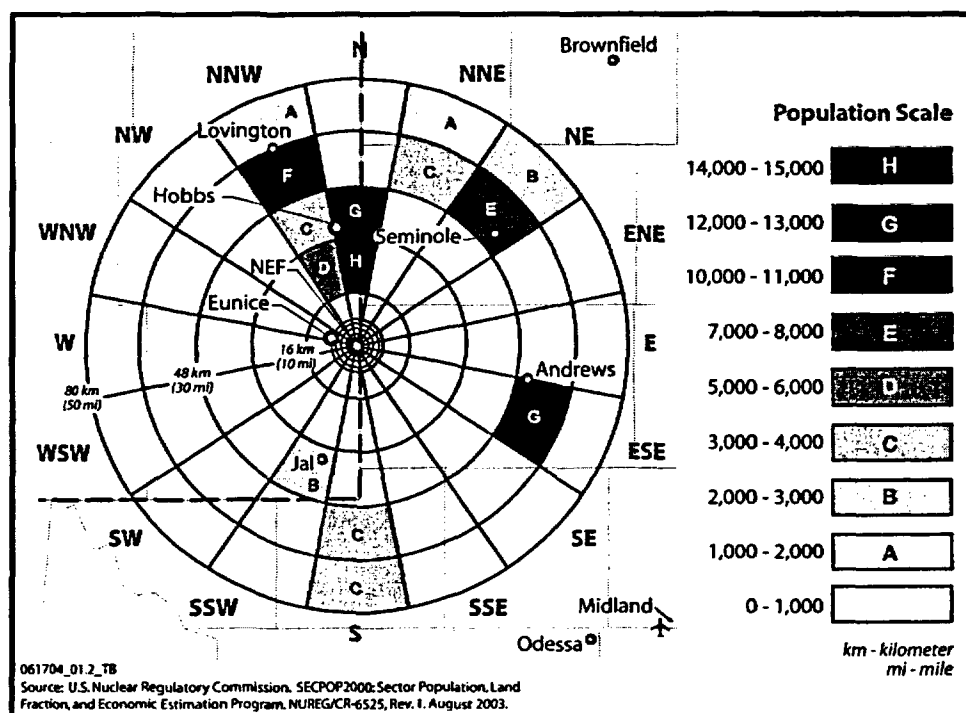 N
Brownfield
NNW
NNE
A
A
Lovington
NW
NE
F
C
B
Hobbs
G
E
C
Seminole
WNW
ENE
NEF
D
H
Eunice
W
E
16 km
(10 mi)
48 km
(30 mi)
80 km
(50 mi)
Andrews
G
WSW
ESE
Jal
B
C
SW
SE
C
SSW
SSE
S
Midland
Odessa
Population Scale
14,000 - 15,000 H
12,000 - 13,000 G
10,000 - 11,000 F
7,000 - 8,000 E
5,000 - 6,000 D
3,000 - 4,000 C
2,000 - 3,000 B
1,000 - 2,000 A
0 - 1,000
km - kilometer
mi - mile
061704_01.2_TB
Source: U.S. Nuclear Regulatory Commission. SECPOP2000: Sector Population, Land
Fraction, and Economic Estimation Program. NUREG/CR-6525, Rev. 1. August 2003.